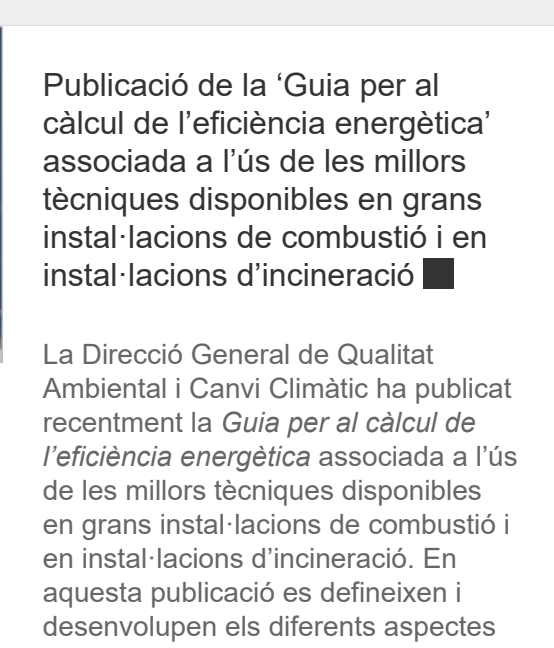 Publicació de la ‘Guia per al
càlcul de l’eficiència energètica’
associada a l’ús de les millors
tècniques disponibles en grans
instal·lacions de combustió i en
instal·lacions d’incineració
La Direcció General de Qualitat
Ambiental i Canvi Climàtic ha publicat
recentment la Guia per al càlcul de
l’eficiència energètica associada a l’ús
de les millors tècniques disponibles
en grans instal·lacions de combustió i
en instal·lacions d’incineració. En
aquesta publicació es defineixen i
desenvolupen els diferents aspectes